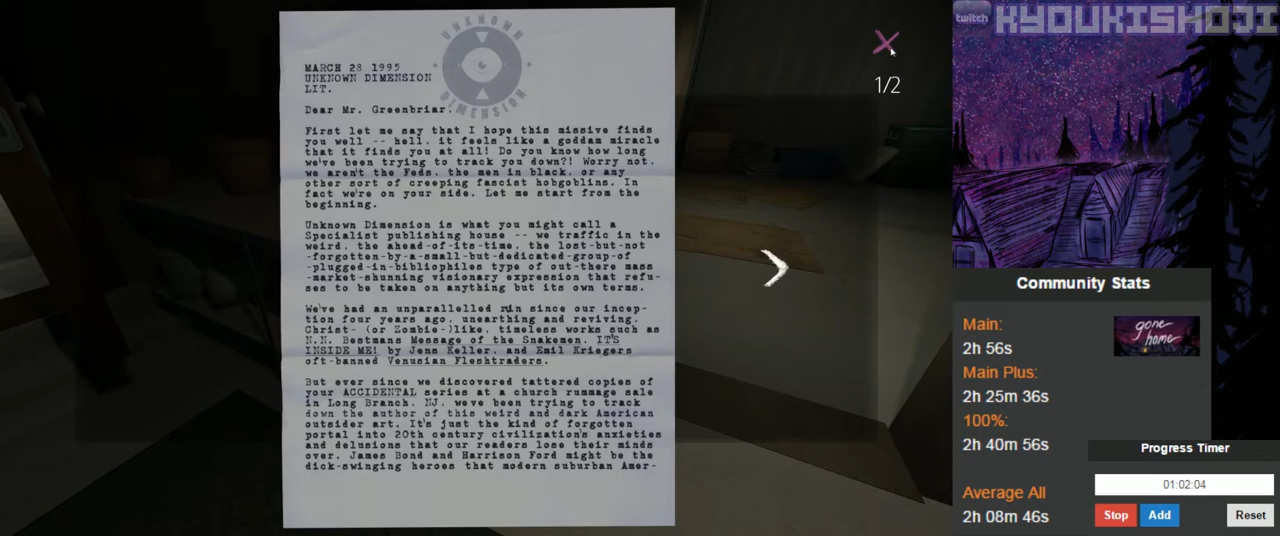 UNKNOWN
DIMENSION
MARCH 28 1995
UNKNOWN DIMENSION
LIT.
Dear Mr. Greenbriar.
First let me say that I hope this missive finds
you well -- hell. it feels like a goddam miracle
that it finds you at all! Do you know how long
we've been trying to track you down?! Worry not.
we aren't the Feds. the men in black. or any
other sort of creeping fascist hobgoblins. In
fact we're on your side. Let me start from the
beginning.
Unknown Dimension is what you might call a
Specialist publishing house -- we traffic in the
weird. the ahead-of-its-time. the lost-but-not
-forgotten-by-a-small-but-dedicated-group-of
-plugged-in-bibliophiles type of out-there mass
-market-shunning visionary expression that refu-
ses to be taken on anything but its own terms.
We've had an unparallelled run since our incep-
tion four years ago. unearthing and reviving.
Christ- (or Zombie-)like. timeless works such as
N.N. Bestmans Message of the Snakemen. IT'S
INSIDE ME! by Jens Keller. and Emil Kriegers
oft-banned Venusian Fleshtraders.
But ever since we discovered tattered copies of
your ACCIDENTAL series at a church rummage sale
in Long Branch. NJ. weve been trying to track
down the author of this weird and dark American
outsider art. It's just the kind of forgotten
portal into 20th century civilization's anxieties
and delusions that our readers lose their minds
over. James Bond and Harrison Ford might be the
dick-swinging heroes that modern suburban Amer-
1/2
twitch KYOUKISHOJI
Community Stats
Main:
2h 56s
gone
home
Main Plus:
2h 25m 36s
100%:
2h 40m 56s
Progress Timer
01:02:04
Average All
2h 08m 46s
Stop Add Reset